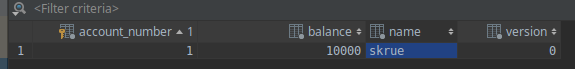 <Filter criteria>
account_number 1 balance name version
1 1 10000 skrue 0